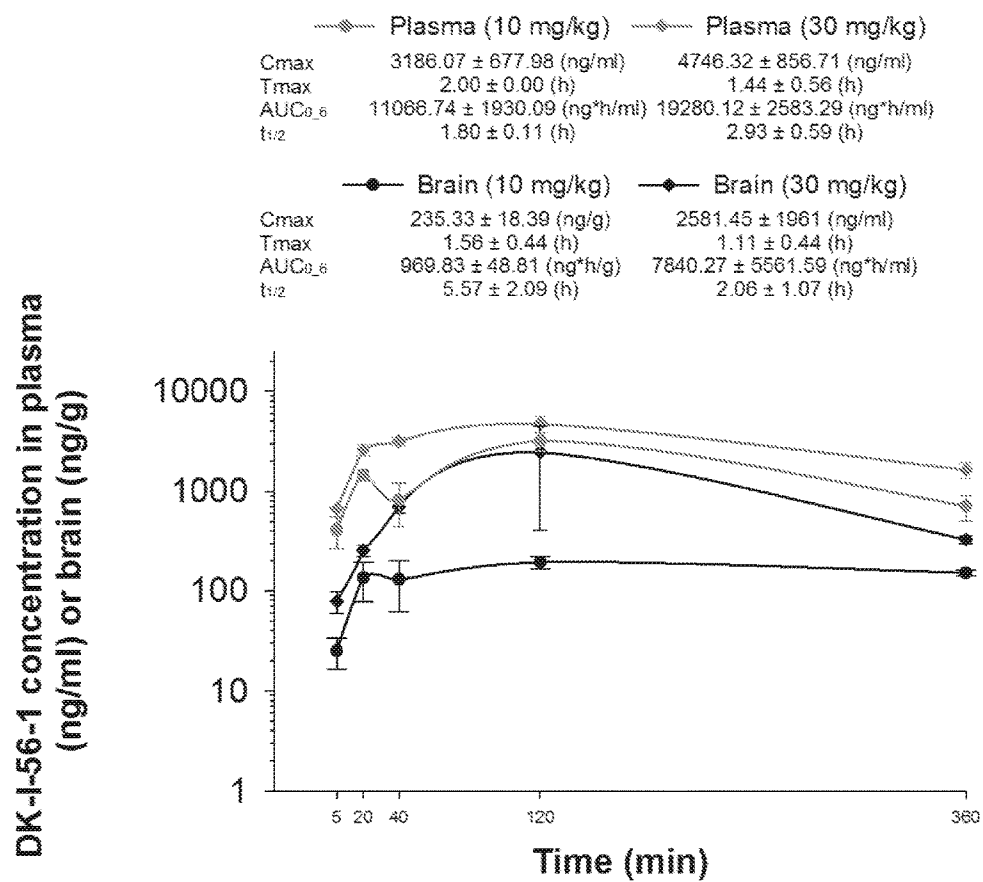 Plasma (10 mg/kg) Plasma (30 mg/kg)
Cmax 3186.07 ± 677.98 (ng/ml) 4746.32 ± 856.71 (ng/ml)
Tmax 2.00 ± 0.00 (h) 1.44 ± 0.56 (h)
AUC0_6 11066.74 ± 1930.09 (ng*h/ml) 19280.12 ± 2583.29 (ng*h/ml)
t1/2 1.80 ± 0.11 (h) 2.93 ± 0.59 (h)
Brain (10 mg/kg) Brain (30 mg/kg)
Cmax 235.33 ± 18.39 (ng/g) 2581.45 ± 1961 (ng/ml)
Tmax 1.56 ± 0.44 (h) 1.11 ± 0.44 (h)
AUC0_6 969.83 ± 48.81 (ng*h/g) 7840.27 ± 5561.59 (ng*h/ml)
t1/2 5.57 ± 2.09 (h) 2.06 ± 1.07 (h)
DK-I-56-1 concentration in plasma
(ng/ml) or brain (ng/g)
10000
1000
100
10
1
5 20 40 120 360
Time (min)